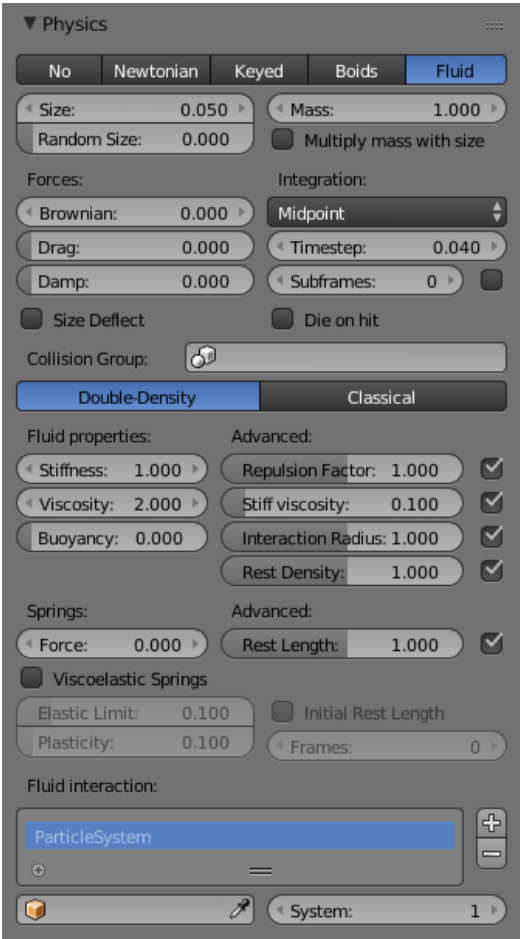 Physics
No Newtonian Keyed Boids Fluid
Size: 0.050 Mass: 1.000
Random Size: 0.000 Multiply mass with size
Forces: Integration:
Brownian: 0.000 Midpoint
Drag: 0.000 Timestep: 0.040
Damp: 0.000 Subframes: 0
Size Deflect Die on hit
Collision Group:
Double-Density Classical
Fluid properties: Advanced:
Stiffness: 1.000 Repulsion Factor: 1.000
Viscosity: 2.000 Stiff viscosity: 0.100
Buoyancy: 0.000 Interaction Radius: 1.000
Rest Density: 1.000
Springs: Advanced:
Force: 0.000 Rest Length: 1.000
Viscoelastic Springs
Elastic Limit: 0.100 Initial Rest Length
Plasticity: 0.100 Frames: 0
Fluid interaction:
ParticleSystem
System: 1